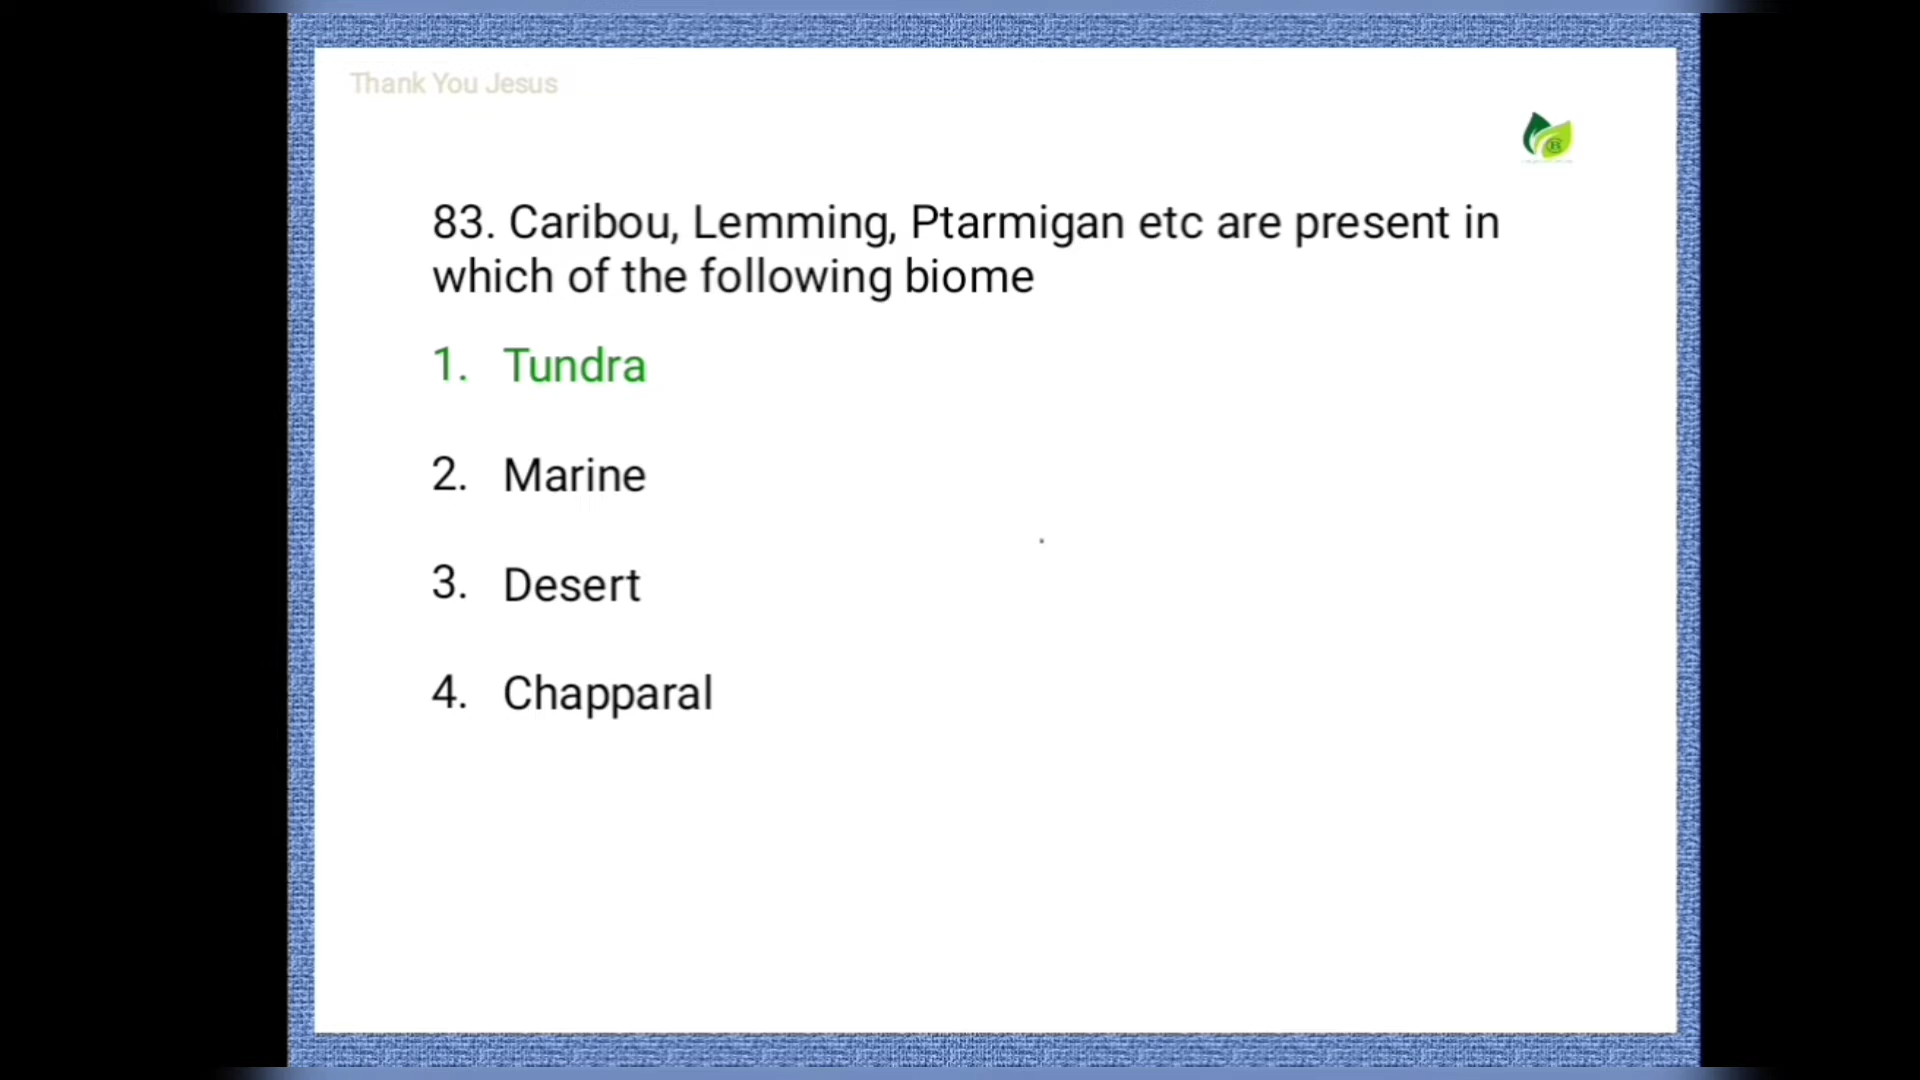 Thank You Jesus
83. Caribou, Lemming, Ptarmigan etc are present in
which of the following biome
1. Tundra
2. Marine
3. Desert
4. Chapparal